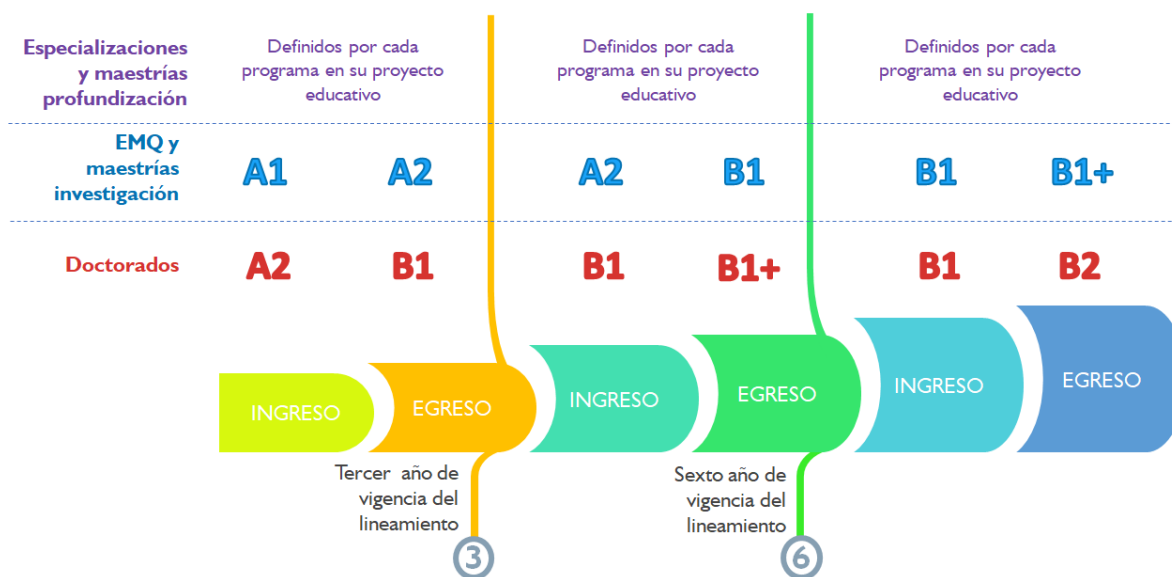 Especializaciones
y maestrías
profundización
Definidos por cada
programa en su proyecto
educativo
Definidos por cada
programa en su proyecto
educativo
Definidos por cada
programa en su proyecto
educativo
EMQ y
maestrías
investigación
A1
A2
A2
B1
B1
B1+
Doctorados
A2
B1
B1
B1+
B1
B2
INGRESO
EGRESO
INGRESO
EGRESO
INGRESO
EGRESO
Tercer año de
vigencia del
lineamiento
3
Sexto año de
vigencia del
lineamiento
6